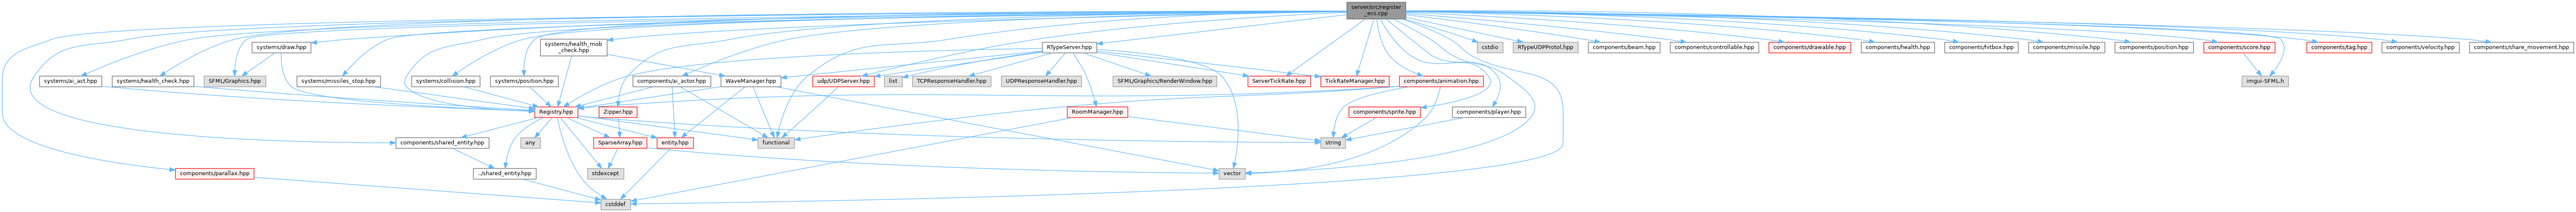 server/src/register
_ecs.cpp
systems/draw.hpp
systems/health_mob
_check.hpp
RTypeServer.hpp
cstdio
RTypeUDPProtol.hpp
components/beam.hpp
components/controllable.hpp
components/drawable.hpp
components/health.hpp
components/hitbox.hpp
components/missile.hpp
components/position.hpp
components/score.hpp
components/tag.hpp
components/velocity.hpp
components/share_movement.hpp
systems/ai_act.hpp
systems/health_check.hpp
SFML/Graphics.hpp
systems/missiles_stop.hpp
systems/collision.hpp
systems/position.hpp
components/ai_actor.hpp
WaveManager.hpp
udp/UDPServer.hpp
list
TCPResponseHandler.hpp
UDPResponseHandler.hpp
SFML/Graphics/RenderWindow.hpp
ServerTickRate.hpp
TickRateManager.hpp
components/animation.hpp
imgui-SFML.h
Registry.hpp
Zipper.hpp
RoomManager.hpp
components/sprite.hpp
components/player.hpp
components/shared_entity.hpp
any
SparseArray.hpp
entity.hpp
functional
string
components/parallax.hpp
../shared_entity.hpp
stdexcept
vector
cstddef